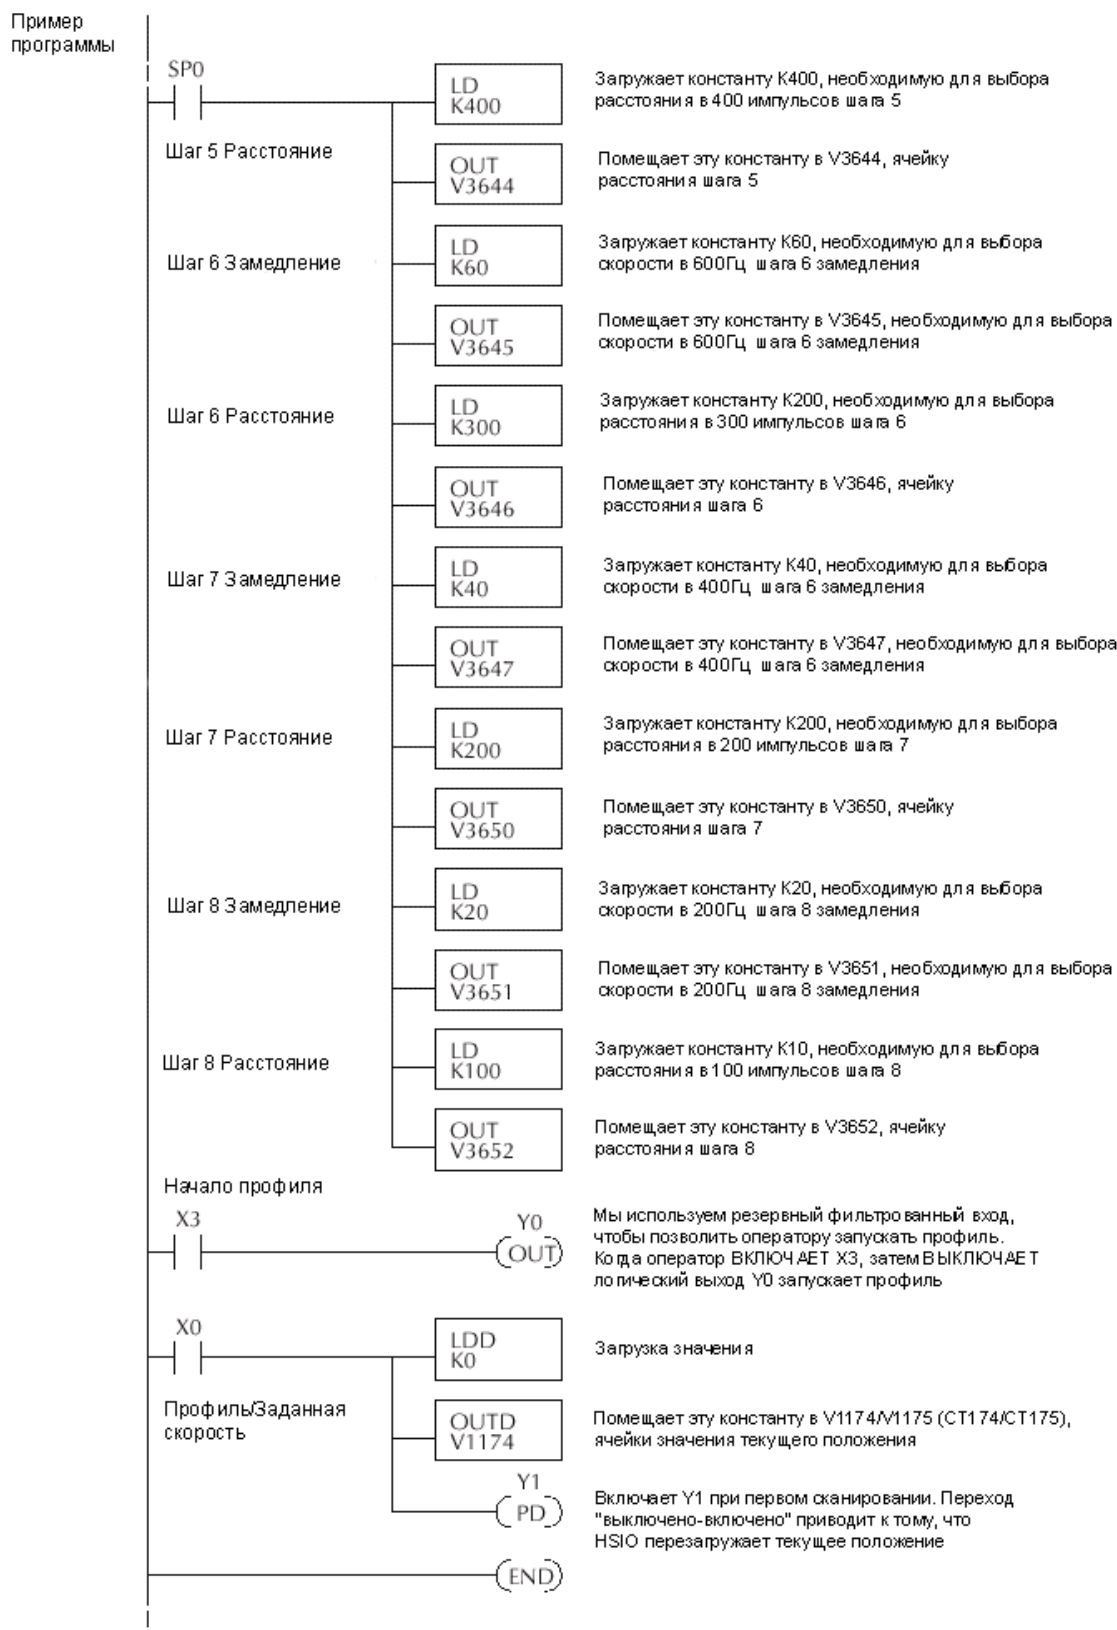 Пример
программы
SP0
LD
K400
Загружает константу K400, необходимую для выбора
расстояния в 400 импульсов шага 5
Шаг 5 Расстояние
OUT
V3644
Помещает эту константу в V3644, ячейку
расстояния шага 5
Шаг 6 Замедление
LD
K60
Загружает константу K60, необходимую для выбора
скорости в 600Гц шага 6 замедления
OUT
V3645
Помещает эту константу в V3645, необходимую для выбора
скорости в 600Гц шага 6 замедления
Шаг 6 Расстояние
LD
K300
Загружает константу K200, необходимую для выбора
расстояния в 300 импульсов шага 6
OUT
V3646
Помещает эту константу в V3646, ячейку
расстояния шага 6
Шаг 7 Замедление
LD
K40
Загружает константу K40, необходимую для выбора
скорости в 400Гц шага 6 замедления
OUT
V3647
Помещает эту константу в V3647, необходимую для выбора
скорости в 400Гц шага 6 замедления
Шаг 7 Расстояние
LD
K200
Загружает константу K200, необходимую для выбора
расстояния в 200 импульсов шага 7
OUT
V3650
Помещает эту константу в V3650, ячейку
расстояния шага 7
Шаг 8 Замедление
LD
K20
Загружает константу K20, необходимую для выбора
скорости в 200Гц шага 8 замедления
OUT
V3651
Помещает эту константу в V3651, необходимую для выбора
скорости в 200Гц шага 8 замедления
Шаг 8 Расстояние
LD
K100
Загружает константу K10, необходимую для выбора
расстояния в 100 импульсов шага 8
OUT
V3652
Помещает эту константу в V3652, ячейку
расстояния шага 8
Начало профиля
X3
Y0
OUT
Мы используем резервный фильтрованный вход,
чтобы позволить оператору запускать профиль.
Когда оператор ВКЛЮЧАЕТ X3, затем ВЫКЛЮЧАЕТ
логический выход Y0 запускает профиль
X0
LDD
K0
Загрузка значения
Профиль/Заданная
скорость
OUTD
V1174
Помещает эту константу в V1174/V1175 (CT174/CT175),
ячейки значения текущего положения
Y1
PD
Включает Y1 при первом сканировании. Переход
"выключено-включено" приводит к тому, что
HSIO перезагружает текущее положение
END